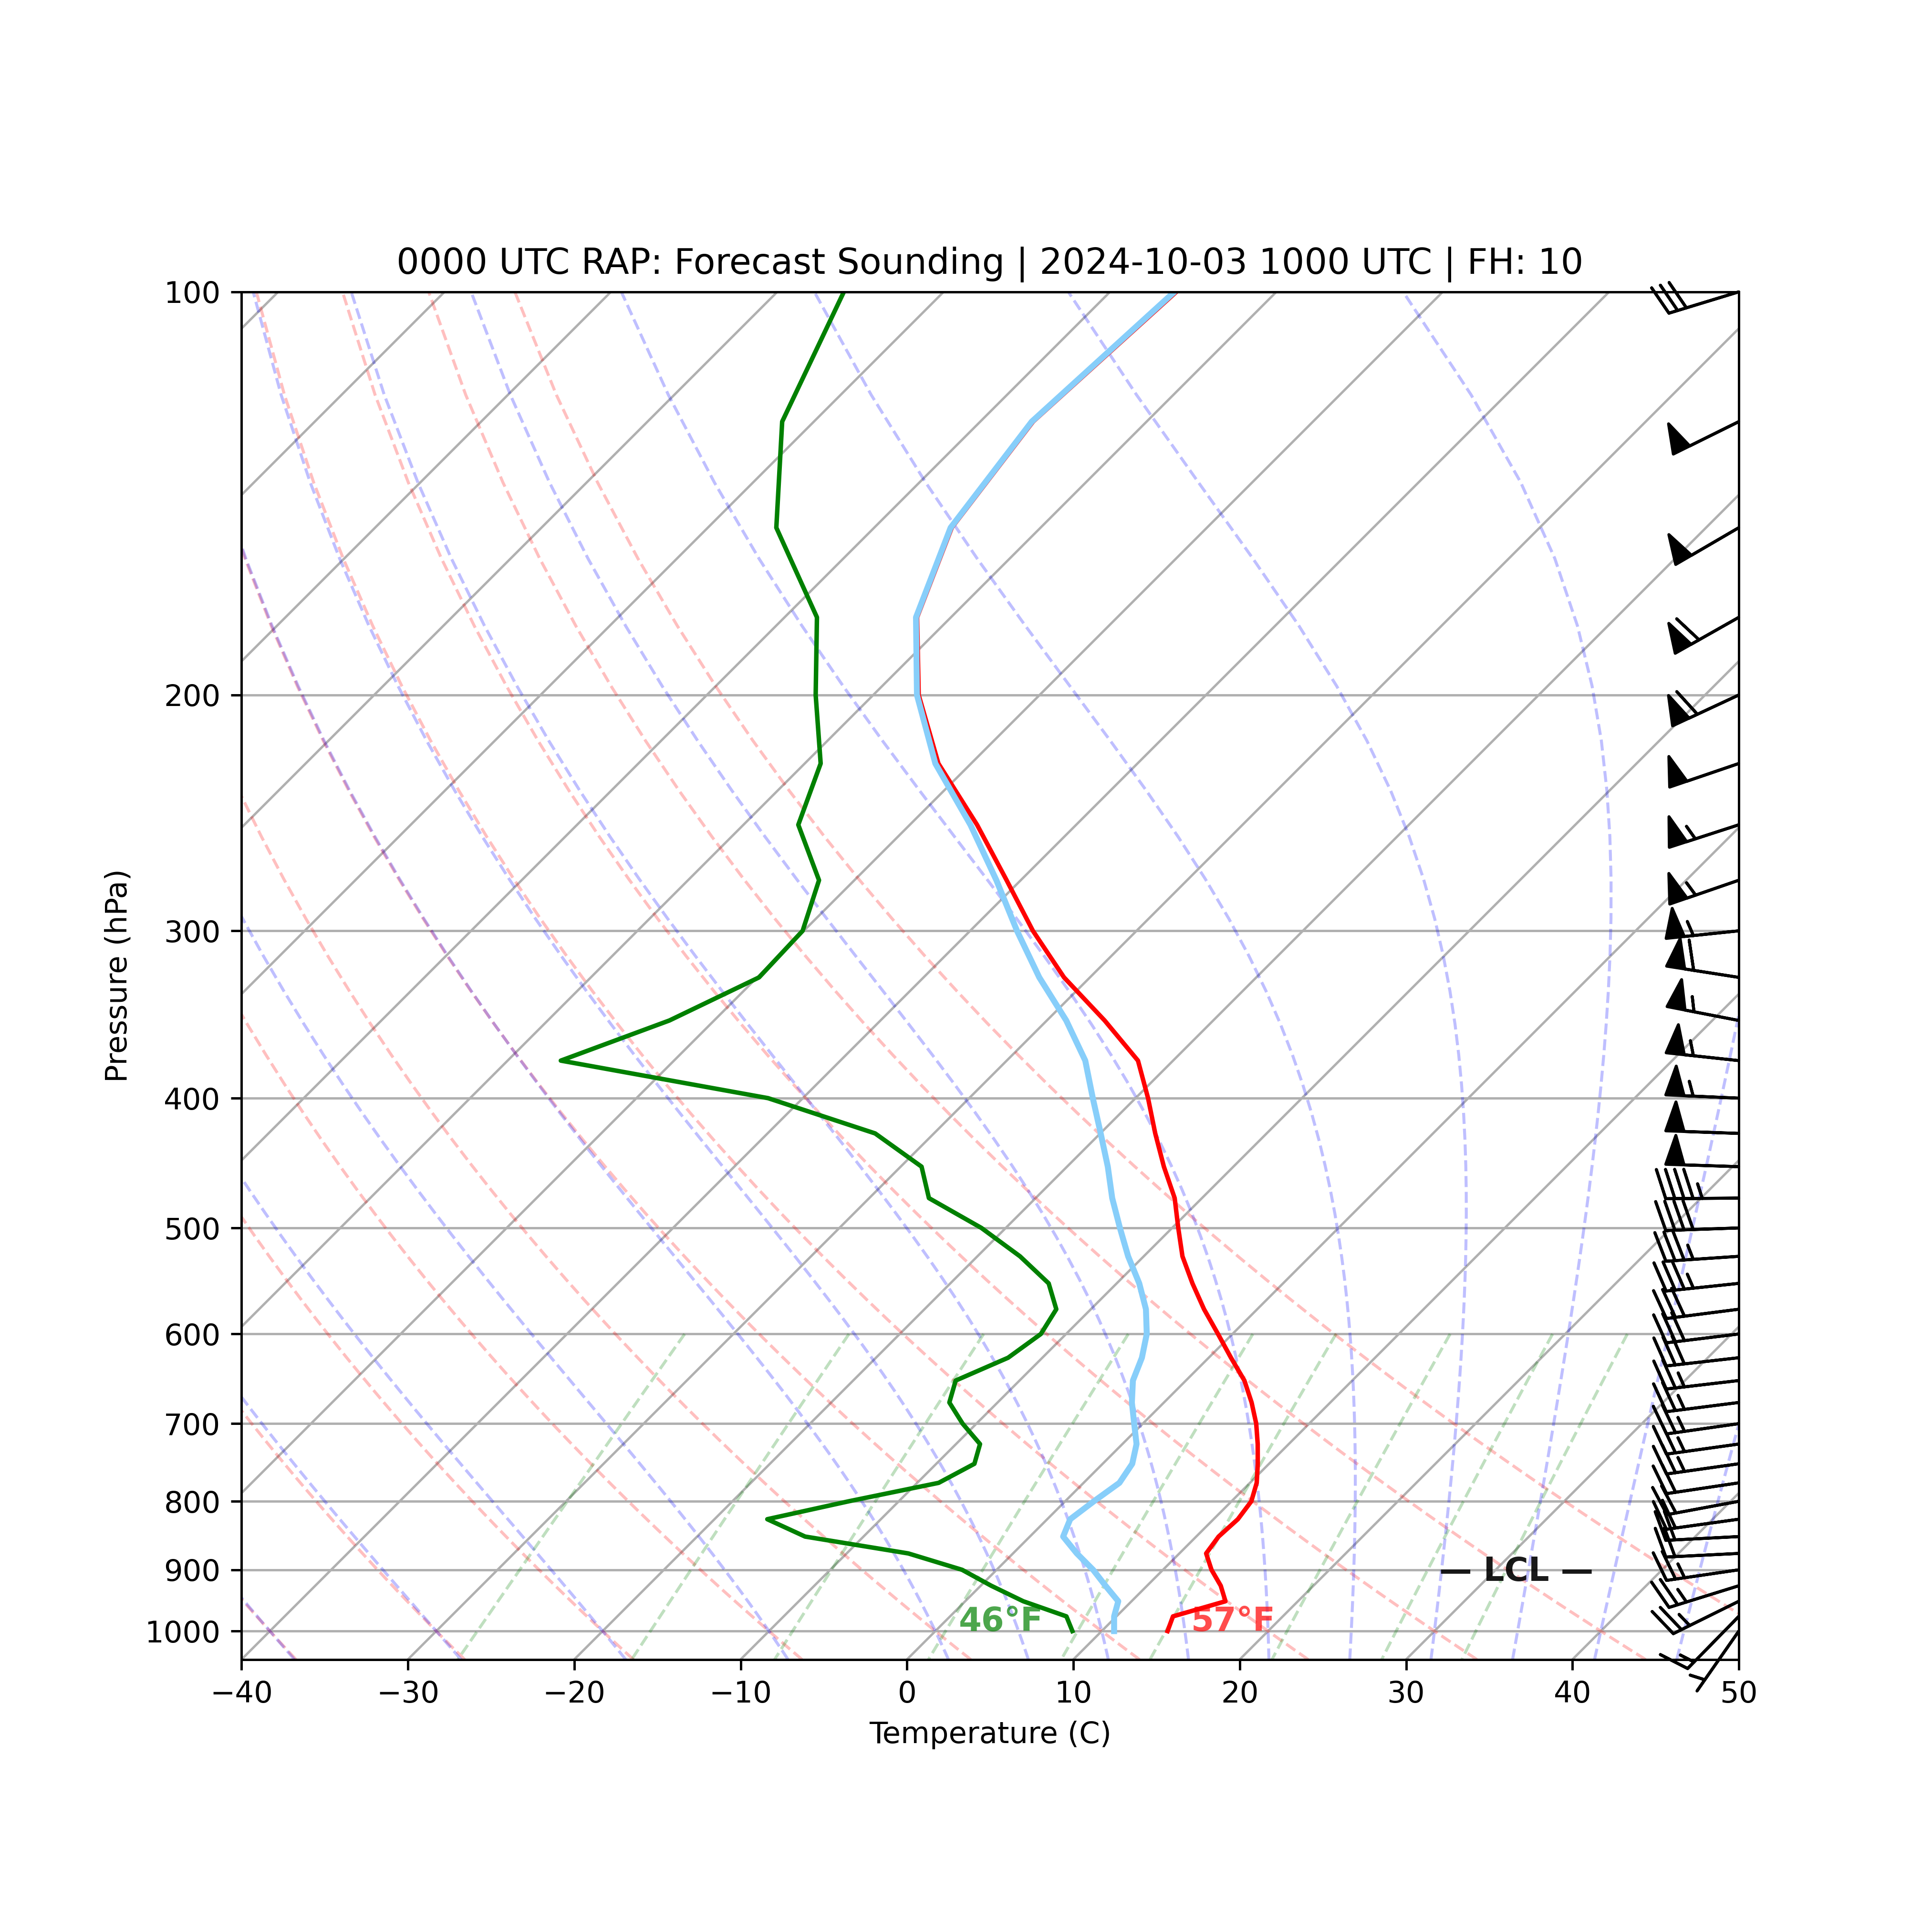 0000 UTC RAP: Forecast Sounding | 2024-10-03 1000 UTC | FH: 10
100
200
300
400
500
600
700
800
900
1000
Pressure (hPa)
— LCL —
46°F 57°F
−40 −30 −20 −10 0 10 20 30 40 50
Temperature (C)